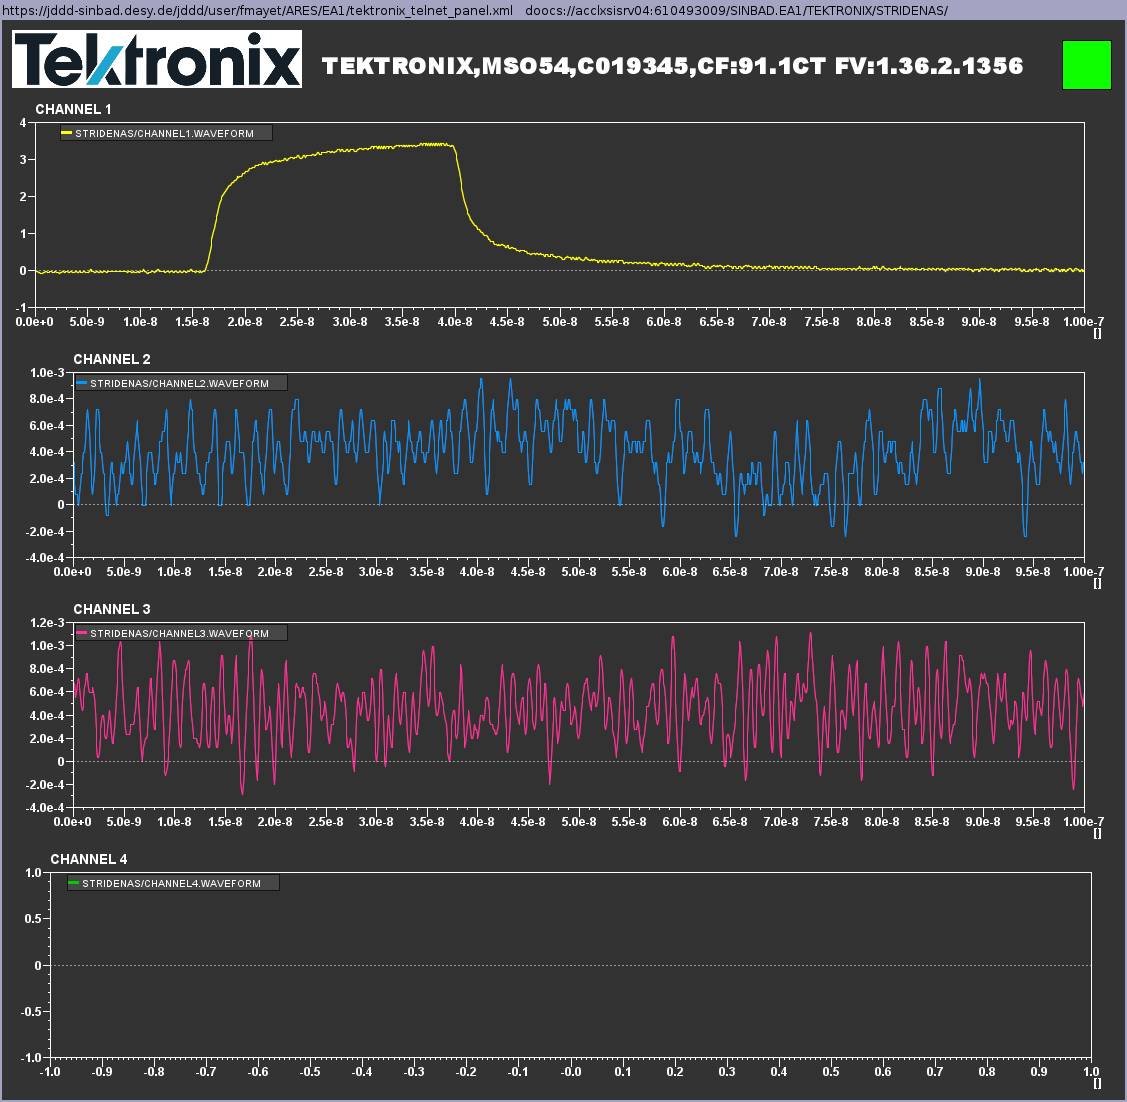 https://jddd-sinbad.desy.de/jddd/user/fmayet/ARES/EA1/tektronix_telnet_panel.xml doocs://acclxsisrv04:610493009/SINBAD.EA1/TEKTRONIX/STRIDENAS/
Tektronix
TEKTRONIX,MSO54,C019345,CF:91.1CT FV:1.36.2.1356
CHANNEL 1
STRIDENAS/CHANNEL1.WAVEFORM
4
3
2
1
0
-1
0.0e+0 5.0e-9 1.0e-8 1.5e-8 2.0e-8 2.5e-8 3.0e-8 3.5e-8 4.0e-8 4.5e-8 5.0e-8 5.5e-8 6.0e-8 6.5e-8 7.0e-8 7.5e-8 8.0e-8 8.5e-8 9.0e-8 9.5e-8 1.00e-7
[]
CHANNEL 2
STRIDENAS/CHANNEL2.WAVEFORM
1.0e-3
8.0e-4
6.0e-4
4.0e-4
2.0e-4
0
-2.0e-4
-4.0e-4
0.0e+0 5.0e-9 1.0e-8 1.5e-8 2.0e-8 2.5e-8 3.0e-8 3.5e-8 4.0e-8 4.5e-8 5.0e-8 5.5e-8 6.0e-8 6.5e-8 7.0e-8 7.5e-8 8.0e-8 8.5e-8 9.0e-8 9.5e-8 1.00e-7
[]
CHANNEL 3
STRIDENAS/CHANNEL3.WAVEFORM
1.2e-3
1.0e-3
8.0e-4
6.0e-4
4.0e-4
2.0e-4
0
-2.0e-4
-4.0e-4
0.0e+0 5.0e-9 1.0e-8 1.5e-8 2.0e-8 2.5e-8 3.0e-8 3.5e-8 4.0e-8 4.5e-8 5.0e-8 5.5e-8 6.0e-8 6.5e-8 7.0e-8 7.5e-8 8.0e-8 8.5e-8 9.0e-8 9.5e-8 1.00e-7
[]
CHANNEL 4
STRIDENAS/CHANNEL4.WAVEFORM
1.0
0.5
0
-0.5
-1.0
-1.0 -0.9 -0.8 -0.7 -0.6 -0.5 -0.4 -0.3 -0.2 -0.1 -0.0 0.1 0.2 0.3 0.4 0.5 0.6 0.7 0.8 0.9 1.0
[]